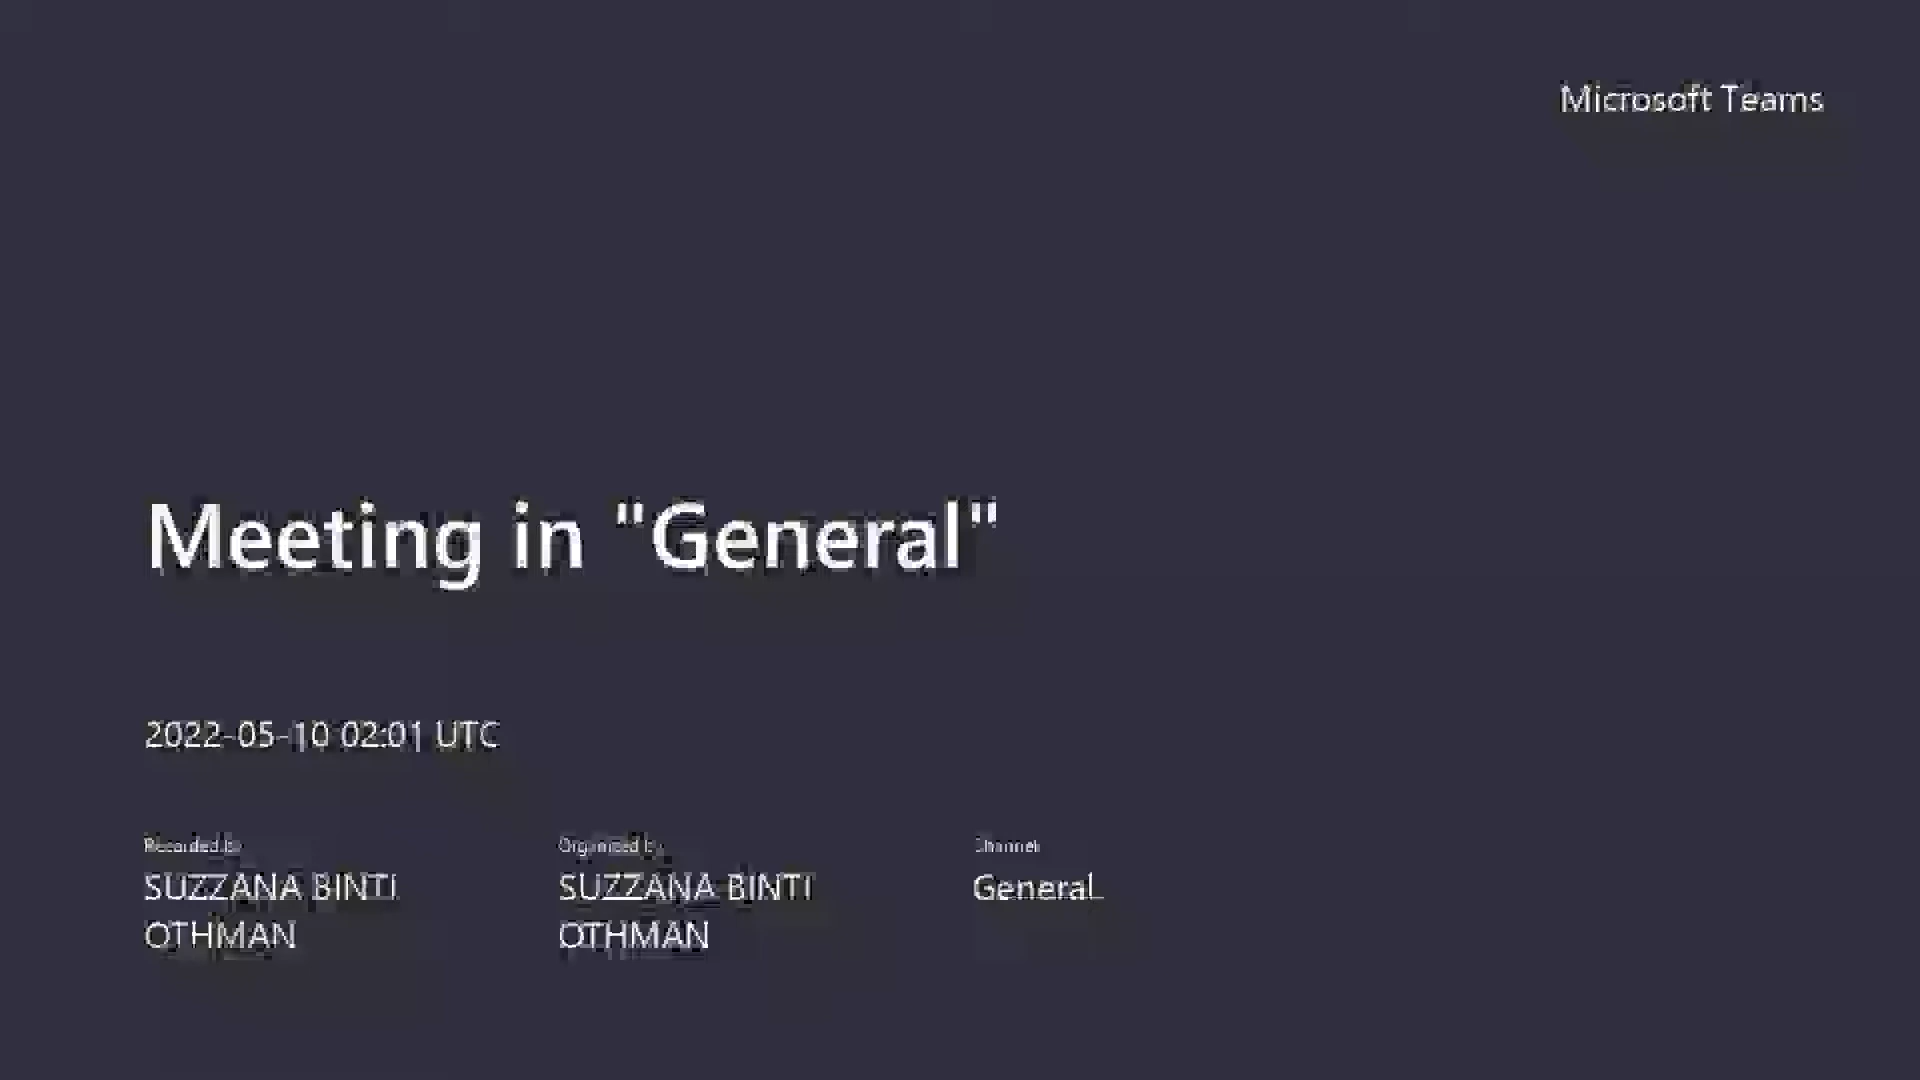 Microsoft Teams
Meeting in "General"
2022-05-10 02:01 UTC
Recorded by
Organized by
Channel
SUZZANA BINTI
OTHMAN
SUZZANA BINTI
OTHMAN
General